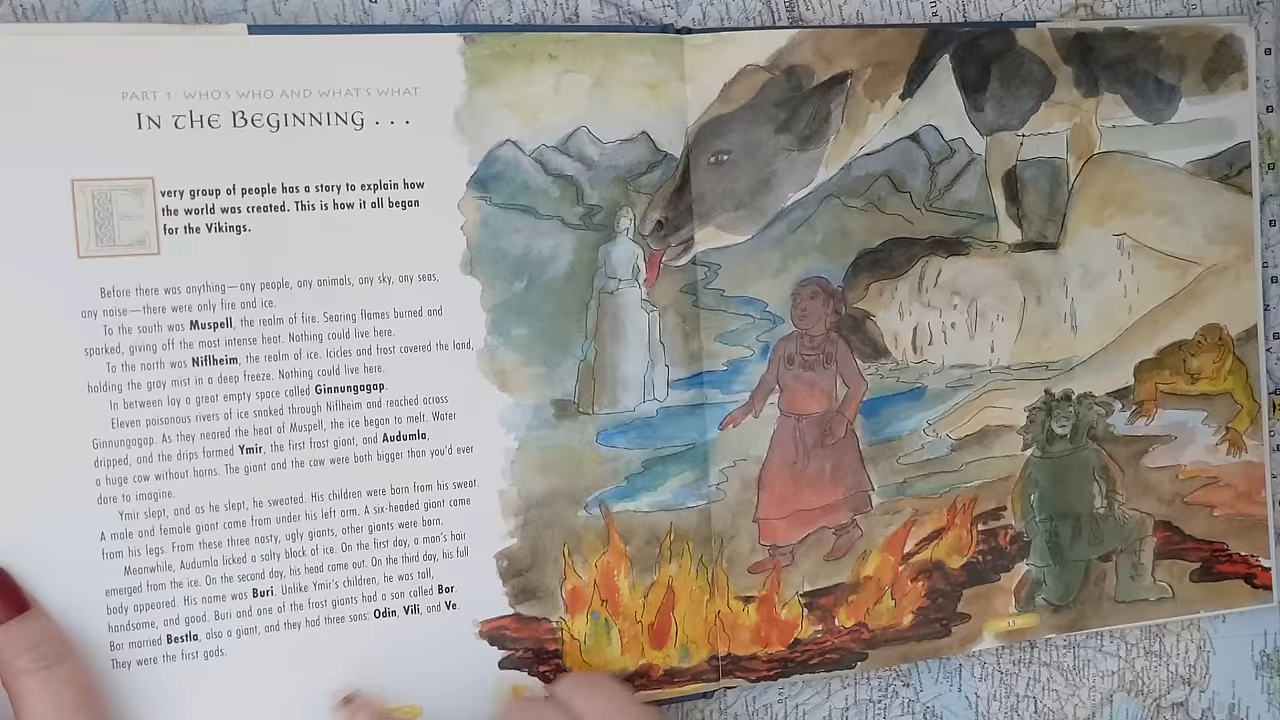 PART 1: WHO'S WHO AND WHAT'S WHAT
IN THE BEGINNING . . .
Every group of people has a story to explain how
the world was created. This is how it all began
for the Vikings.
Before there was anything—any people, any animals, any sky, any seas,
any noise—there were only fire and ice.
To the south was Muspell, the realm of fire. Searing flames burned and
sparked, giving off the most intense heat. Nothing could live here.
To the north was Niflheim, the realm of ice. Icicles and frost covered the land,
holding the gray mist in a deep freeze. Nothing could live here.
In between lay a great empty space called Ginnungagap.
Eleven poisonous rivers of ice snaked through Niflheim and reached across
Ginnungagap. As they neared the heat of Muspell, the ice began to melt. Water
dripped, and the drips formed Ymir, the first frost giant, and Audumla,
a huge cow without horns. The giant and the cow were both bigger than you'd ever
dare to imagine.
Ymir slept, and as he slept, he sweated. His children were born from his sweat.
A male and female giant came from under his left arm. A six-headed giant came
from his legs. From these three nasty, ugly giants, other giants were born.
Meanwhile, Audumla licked a salty block of ice. On the first day, a man's hair
emerged from the ice. On the second day, his head came out. On the third day, his full
body appeared. His name was Buri. Unlike Ymir's children, he was tall,
handsome, and good. Buri and one of the frost giants had a son called Bor.
Bor married Bestla, also a giant, and they had three sons: Odin, Vili, and Ve.
They were the first gods.
13